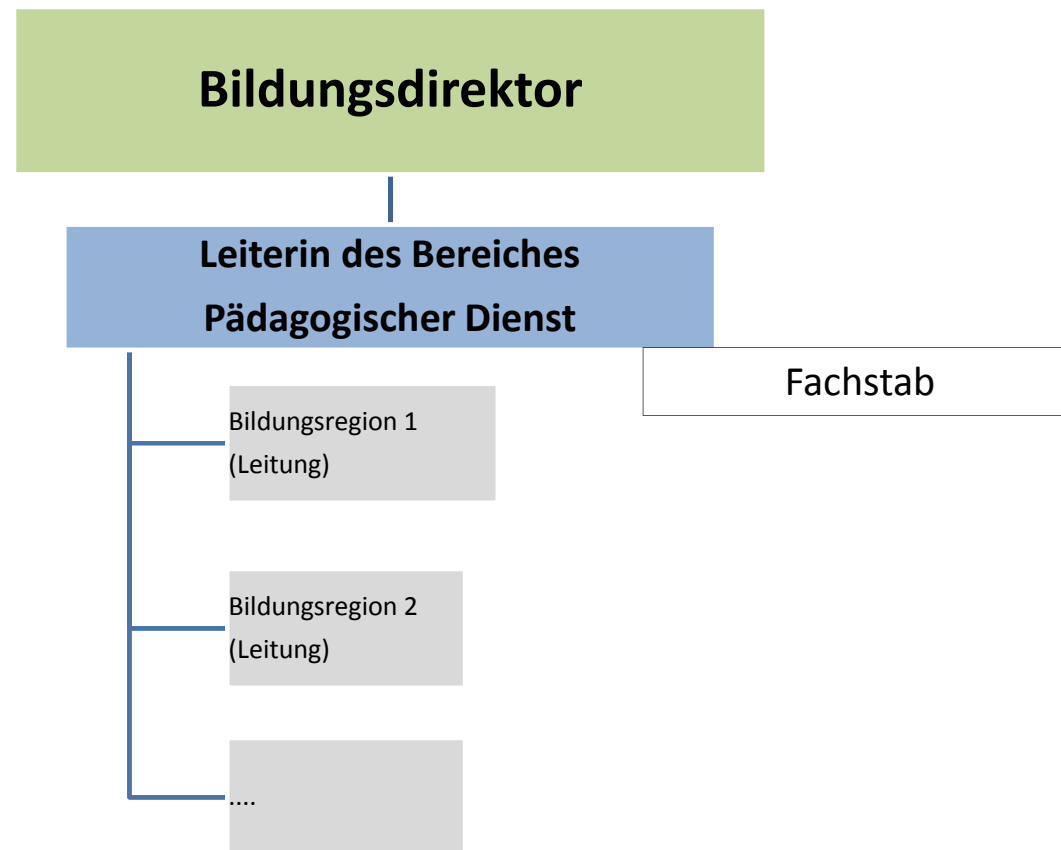 Bildungsdirektor
Leiterin des Bereiches
Pädagogischer Dienst
Fachstab
Bildungsregion 1
(Leitung)
Bildungsregion 2
(Leitung)
....